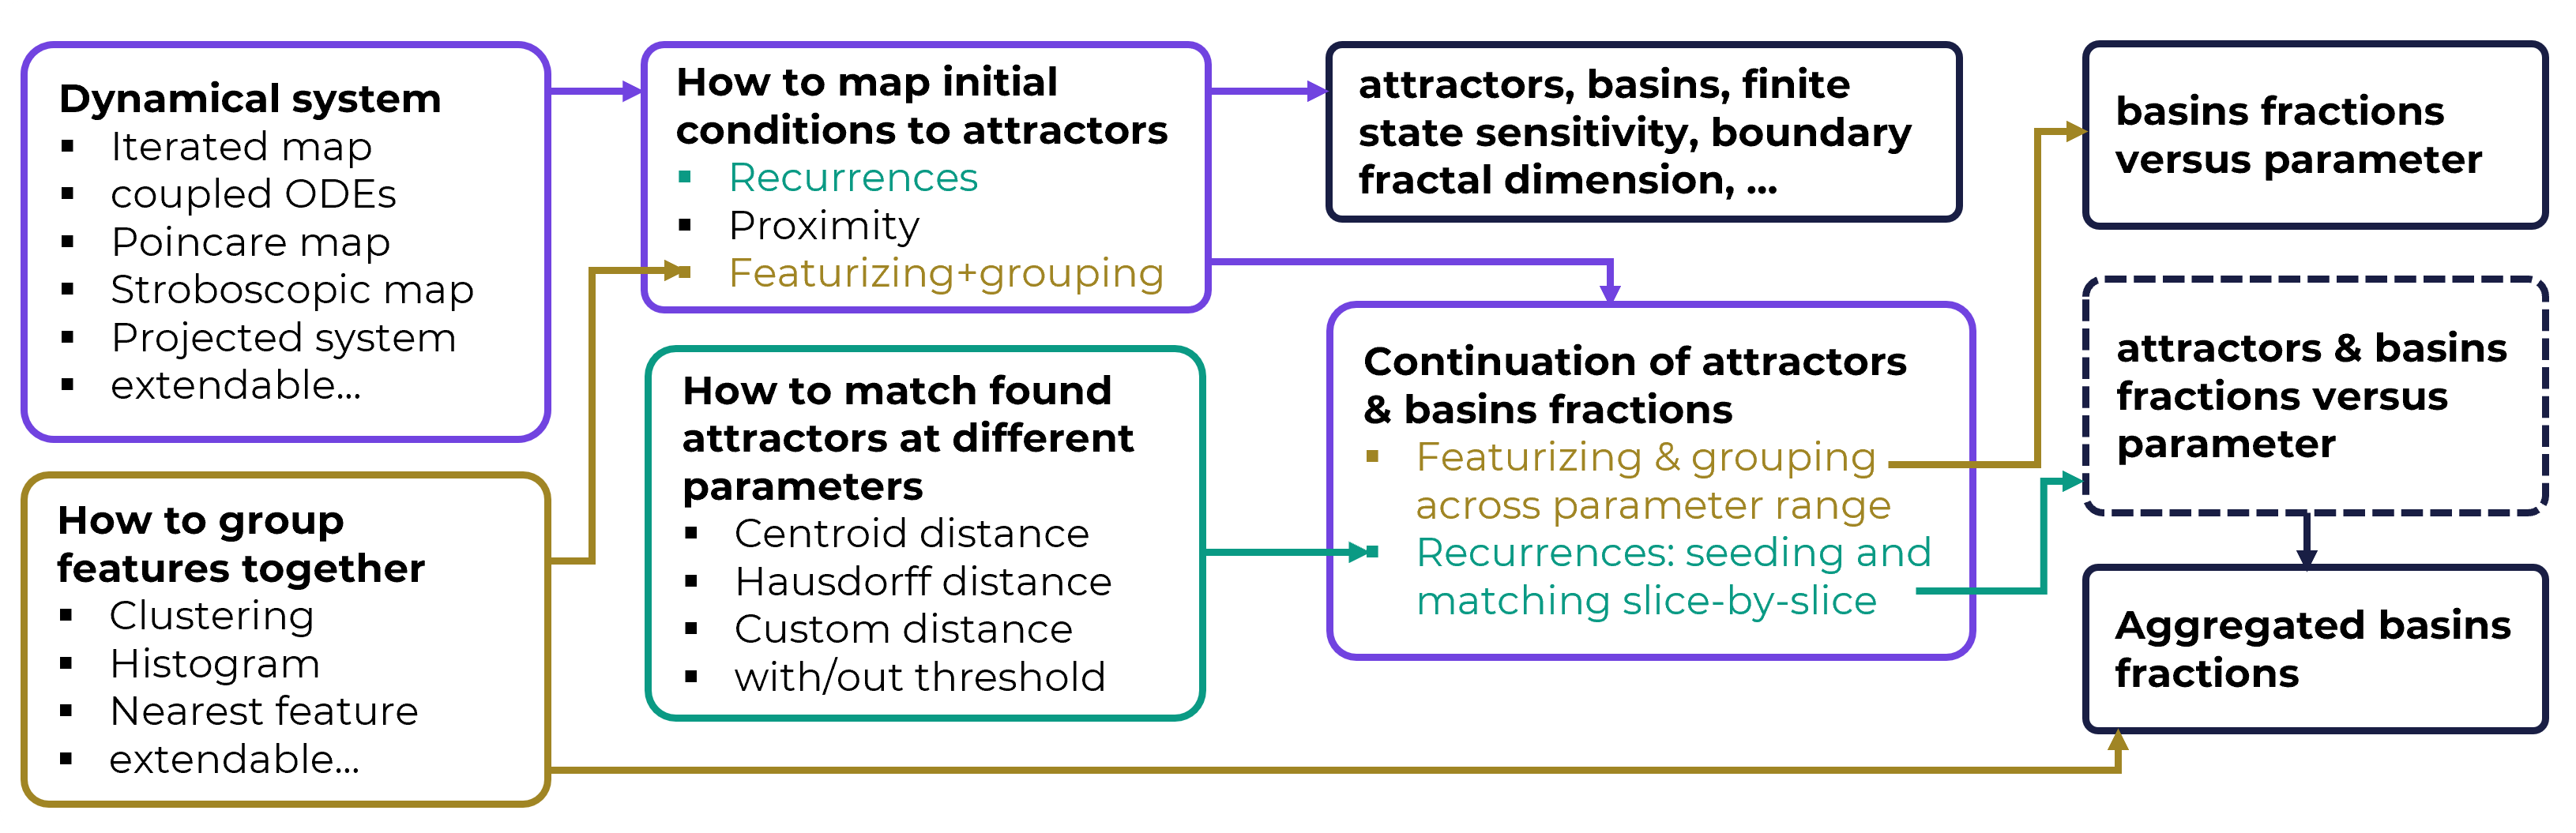 Dynamical system
▪ Iterated map
▪ coupled ODEs
▪ Poincare map
▪ Stroboscopic map
▪ Projected system
▪ extendable...
How to group
features together
▪ Clustering
▪ Histogram
▪ Nearest feature
▪ extendable...
How to map initial
conditions to attractors
▪ Recurrences
▪ Proximity
▪ Featurizing+grouping
How to match found
attractors at different
parameters
▪ Centroid distance
▪ Hausdorff distance
▪ Custom distance
▪ with/out threshold
attractors, basins, finite
state sensitivity, boundary
fractal dimension, ...
Continuation of attractors
& basins fractions
▪ Featurizing & grouping
across parameter range
▪ Recurrences: seeding and
matching slice-by-slice
basins fractions
versus parameter
attractors & basins
fractions versus
parameter
Aggregated basins
fractions